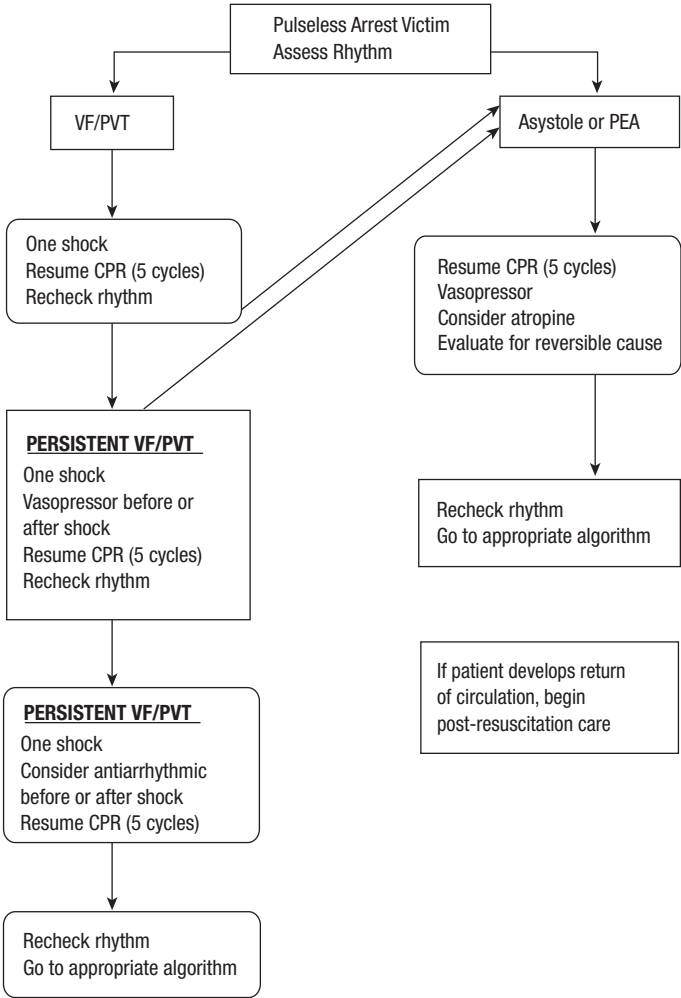 Pulseless Arrest Victim
Assess Rhythm
VF/PVT
Asystole or PEA
One shock
Resume CPR (5 cycles)
Recheck rhythm
Resume CPR (5 cycles)
Vasopressor
Consider atropine
Evaluate for reversible cause
PERSISTENT VF/PVT
One shock
Vasopressor before or
after shock
Resume CPR (5 cycles)
Recheck rhythm
Recheck rhythm
Go to appropriate algorithm
If patient develops return
of circulation, begin
post-resuscitation care
PERSISTENT VF/PVT
One shock
Consider antiarrhythmic
before or after shock
Resume CPR (5 cycles)
Recheck rhythm
Go to appropriate algorithm